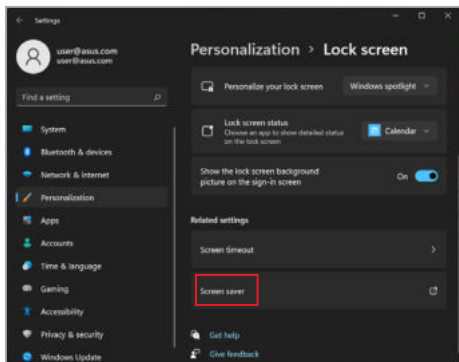 Settings
user@asus.com
user@asus.com
Find a setting
System
Bluetooth & devices
Network & internet
Personalization
Apps
Accounts
Time & language
Gaming
Accessibility
Privacy & security
Windows Update
Personalization > Lock screen
Personalize your lock screen
Windows spotlight
Lock screen status
Choose an app to show detailed status
on the lock screen
Calendar
Show the lock screen background
picture on the sign-in screen
On
Related settings
Screen timeout
Screen saver
Get help
Give feedback